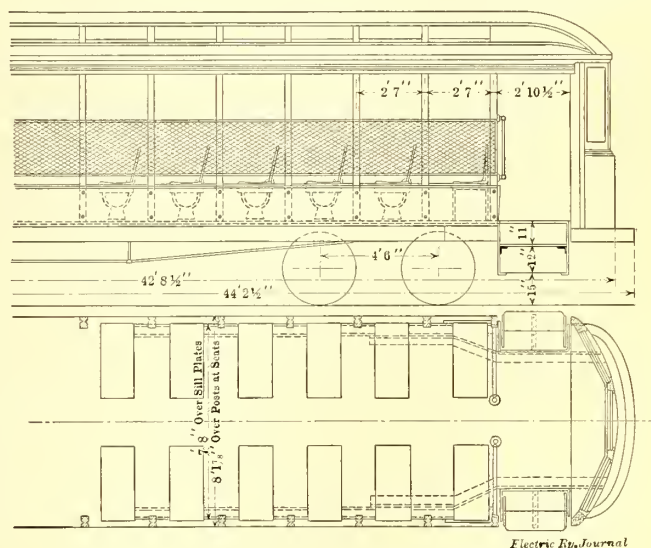 2'7" 2'7" 2'10½"
11"
12"
4'6"
42'8½"
44'2½"
15"
7'8" Over Sill Plates
8'1⅞" Over Posts at Seats
Electric Ry. Journal